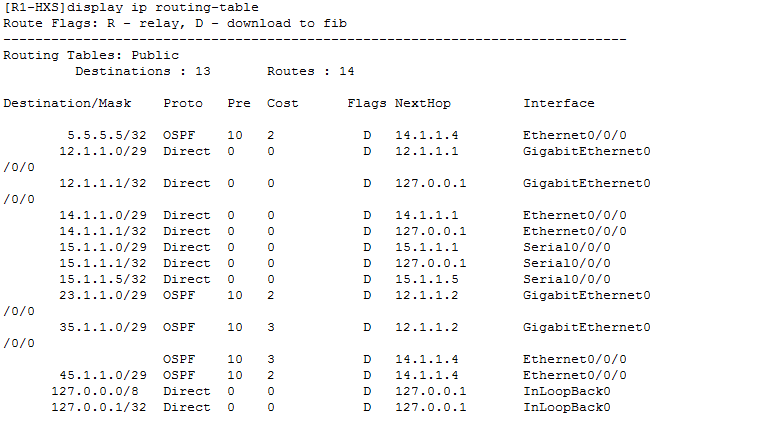 [R1-HXS]display ip routing-table
Route Flags: R - relay, D - download to fib
------------------------------------------------------------------------------
Routing Tables: Public
         Destinations : 13       Routes : 14

Destination/Mask    Proto   Pre  Cost      Flags NextHop         Interface

        5.5.5.5/32  OSPF    10   2           D   14.1.1.4        Ethernet0/0/0
       12.1.1.0/29  Direct  0    0           D   12.1.1.1        GigabitEthernet0
/0/0
       12.1.1.1/32  Direct  0    0           D   127.0.0.1       GigabitEthernet0
/0/0
       14.1.1.0/29  Direct  0    0           D   14.1.1.1        Ethernet0/0/0
       14.1.1.1/32  Direct  0    0           D   127.0.0.1       Ethernet0/0/0
       15.1.1.0/29  Direct  0    0           D   15.1.1.1        Serial0/0/0
       15.1.1.1/32  Direct  0    0           D   127.0.0.1       Serial0/0/0
       15.1.1.5/32  Direct  0    0           D   15.1.1.5        Serial0/0/0
       23.1.1.0/29  OSPF    10   2           D   12.1.1.2        GigabitEthernet0
/0/0
       35.1.1.0/29  OSPF    10   3           D   12.1.1.2        GigabitEthernet0
/0/0
                    OSPF    10   3           D   14.1.1.4        Ethernet0/0/0
       45.1.1.0/29  OSPF    10   2           D   14.1.1.4        Ethernet0/0/0
      127.0.0.0/8   Direct  0    0           D   127.0.0.1       InLoopBack0
      127.0.0.1/32  Direct  0    0           D   127.0.0.1       InLoopBack0